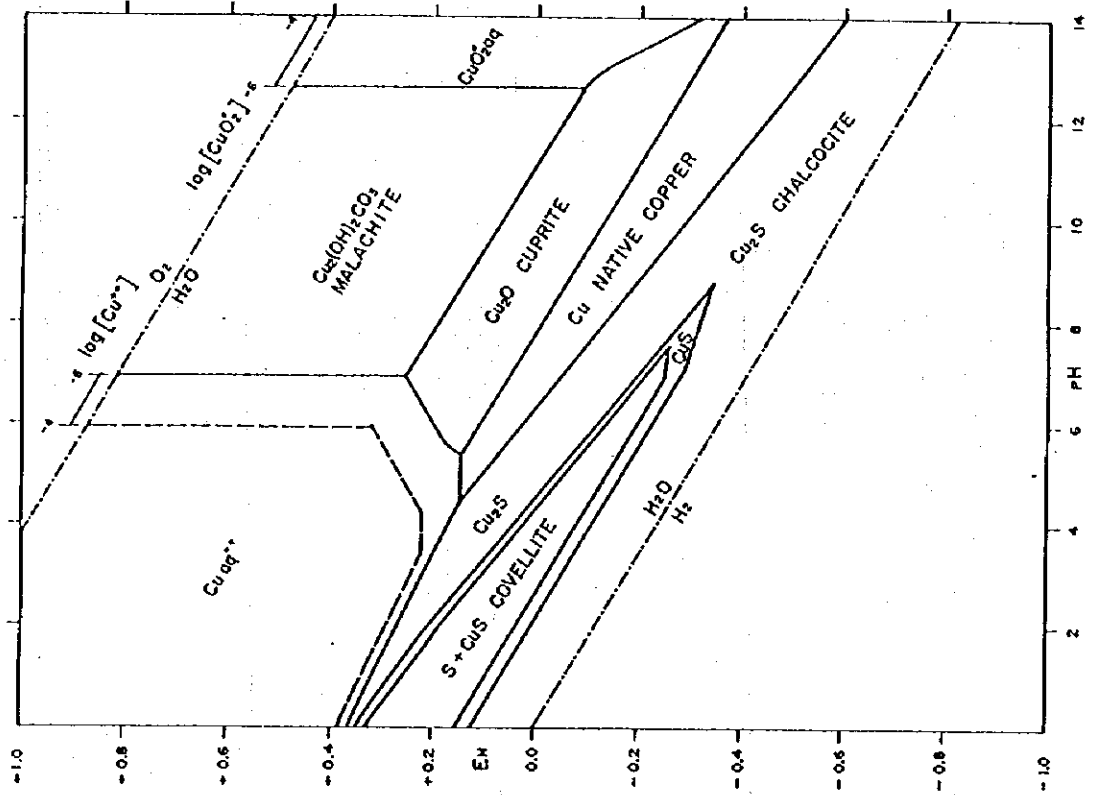 -4
log [CuO₂⁼]
-6
CuO₂⁼aq
log [Cu⁺⁺]
-6
-4
O₂
H₂O
Cu₂(OH)₂CO₃
MALACHITE
Cu aq⁺⁺
Cu₂O CUPRITE
Cu NATIVE COPPER
Cu₂S CHALCOCITE
Cu₂S
CuS
S + CuS COVELLITE
H₂O
H₂
+1.0
+0.8
+0.6
+0.4
+0.2
EH
0.0
-0.2
-0.4
-0.6
-0.8
-1.0
2
4
6
PH
8
10
12
14